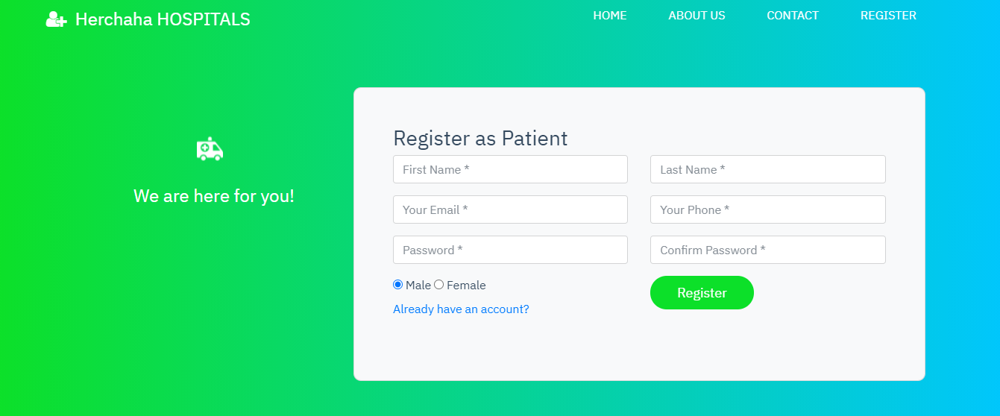 Herchaha HOSPITALS
HOME ABOUT US CONTACT REGISTER
We are here for you!
Register as Patient
First Name * Last Name *
Your Email * Your Phone *
Password * Confirm Password *
Male Female
Register
Already have an account?